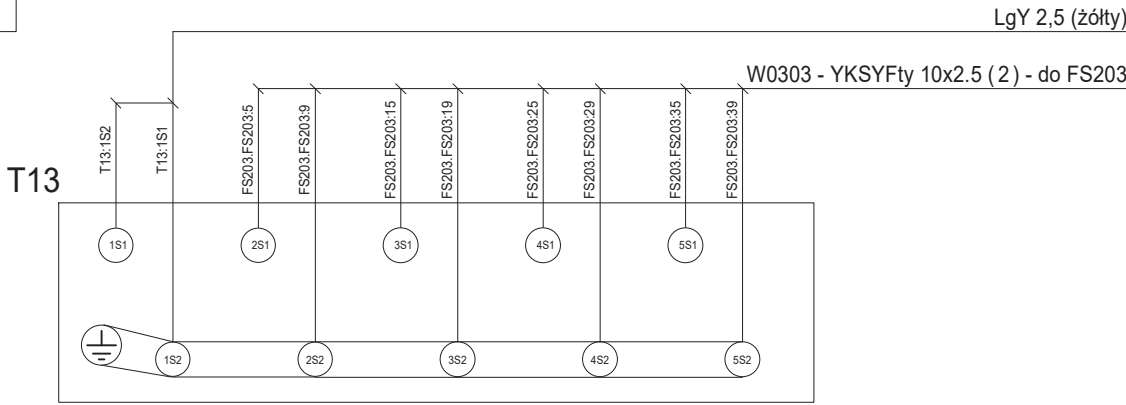 LgY 2,5 (żółty)
W0303 - YKSYFty 10x2.5 ( 2 ) - do FS203
T13:1S2
T13:1S1
FS203.FS203:5
FS203.FS203:9
FS203.FS203:15
FS203.FS203:19
FS203.FS203:25
FS203.FS203:29
FS203.FS203:35
FS203.FS203:39
T13
1S1
2S1
3S1
4S1
5S1
1S2
2S2
3S2
4S2
5S2